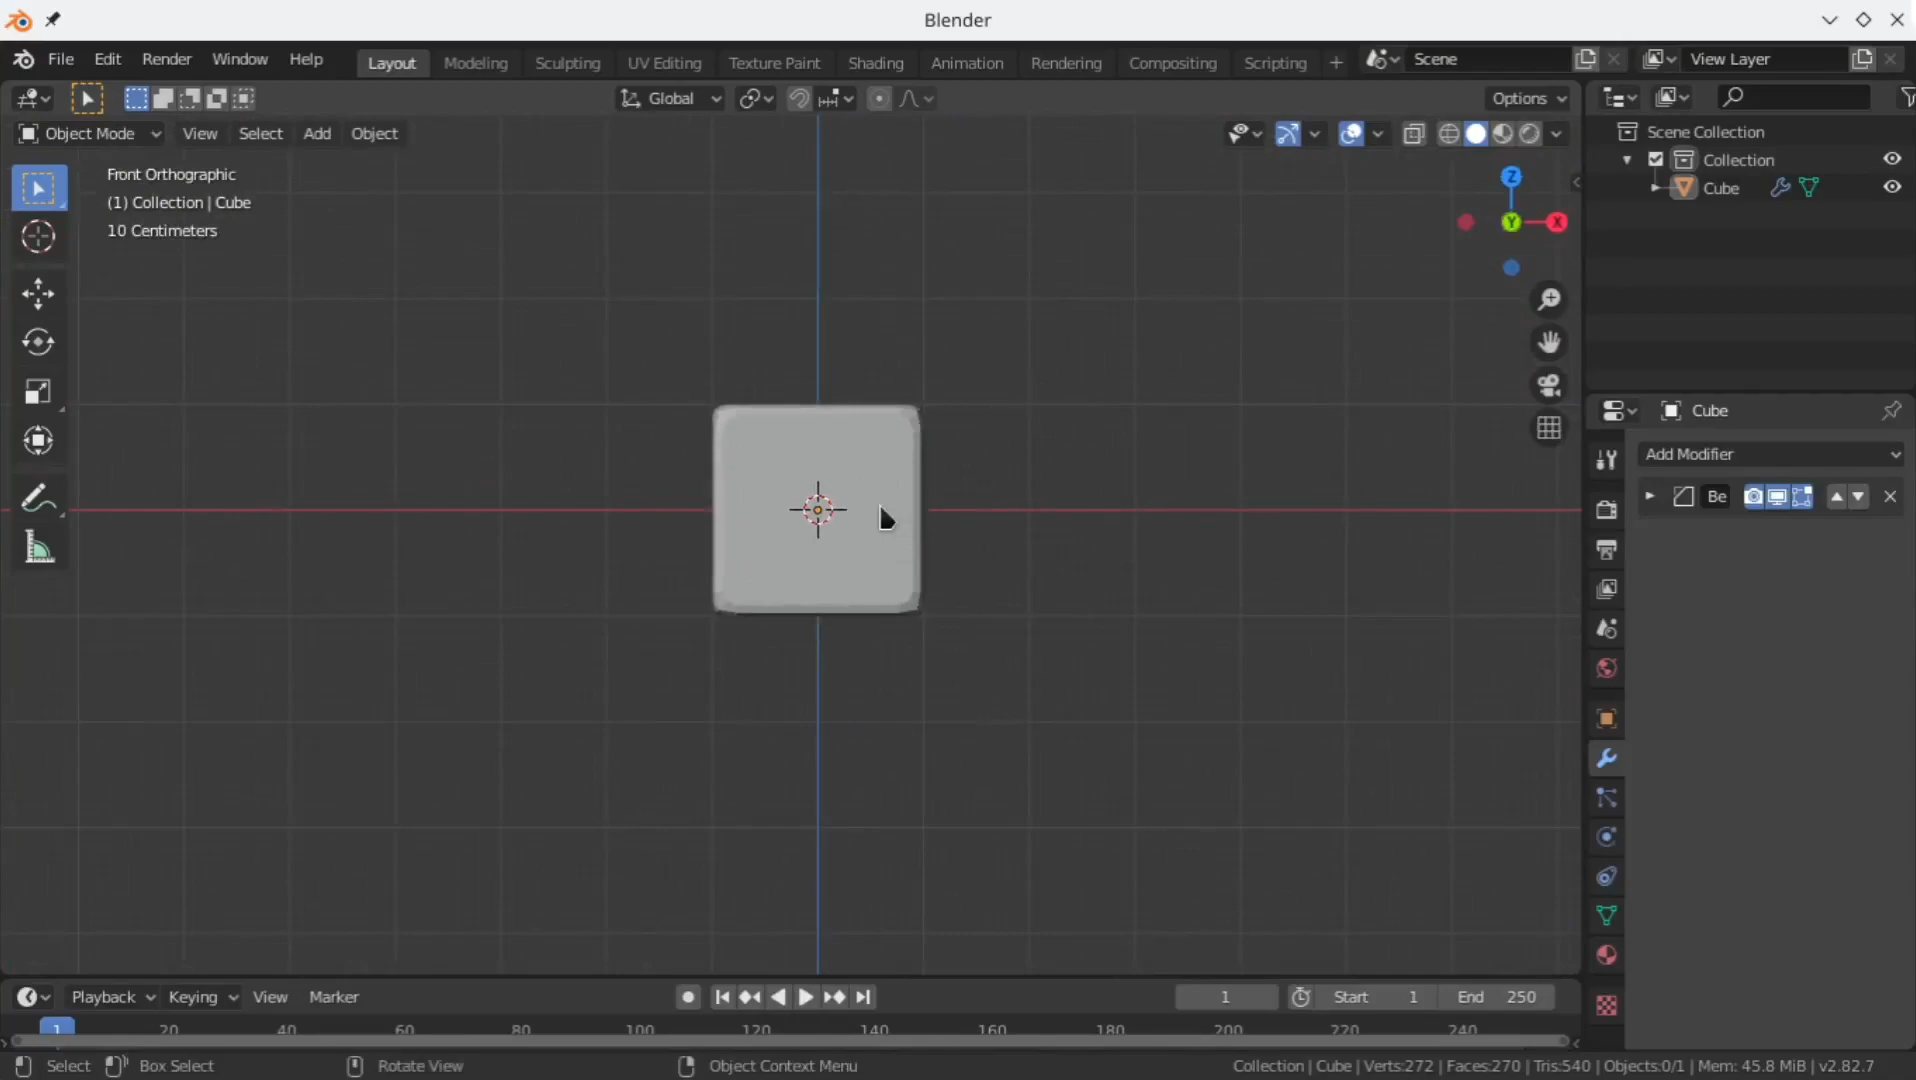 Blender
File Edit Render Window Help Layout Modeling Sculpting UV Editing Texture Paint Shading Animation Rendering Compositing Scripting + Scene View Layer
Global Options
Object Mode View Select Add Object
Scene Collection
Collection
Cube
Front Orthographic
(1) Collection | Cube
10 Centimeters
Z
Y
X
Cube
Add Modifier
Be
Playback Keying View Marker 1 Start 1 End 250
1 20 40 60 80 100 120 140 160 180 200 220 240
Select Box Select Rotate View Object Context Menu Collection | Cube | Verts:272 | Faces:270 | Tris:540 | Objects:0/1 | Mem: 45.8 MiB | v2.82.7